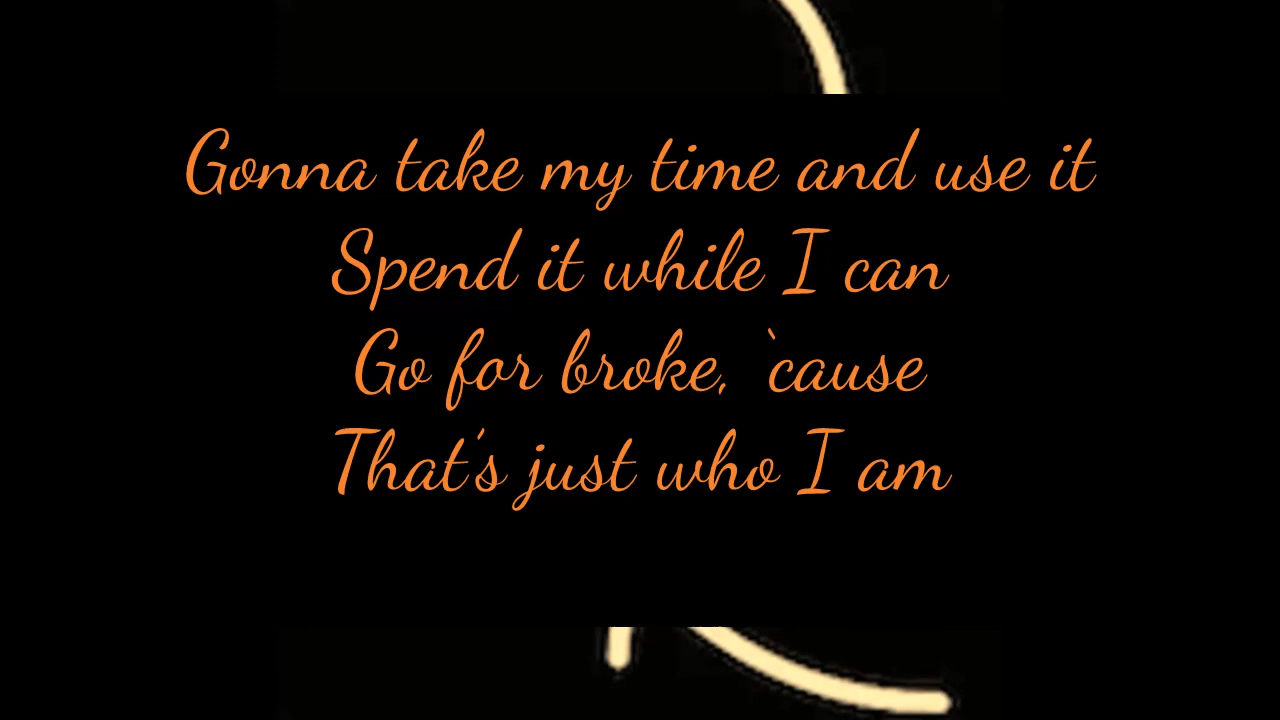 Gonna take my time and use it
Spend it while I can
Go for broke, `cause
That's just who I am